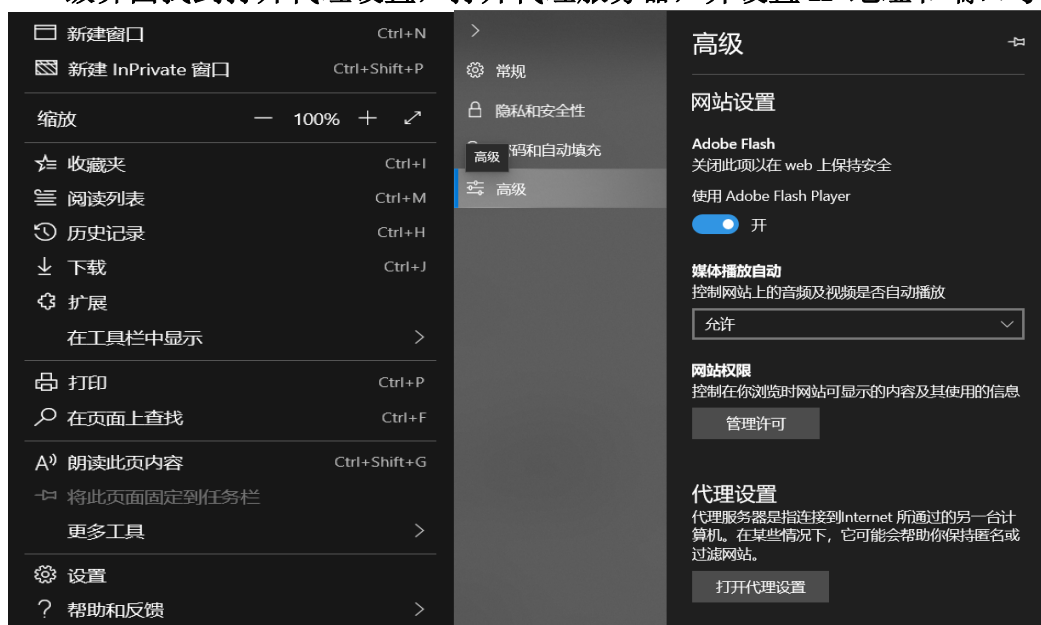 新建窗口 Ctrl+N
新建 InPrivate 窗口 Ctrl+Shift+P
缩放 — 100% +
收藏夹 Ctrl+I
阅读列表 Ctrl+M
历史记录 Ctrl+H
下载 Ctrl+J
扩展
在工具栏中显示 >
打印 Ctrl+P
在页面上查找 Ctrl+F
朗读此页内容 Ctrl+Shift+G
将此页面固定到任务栏
更多工具 >
设置
? 帮助和反馈 >
>
常规
隐私和安全性
码和自动填充
高级
高级
高级
网站设置
Adobe Flash
关闭此项以在 web 上保持安全
使用 Adobe Flash Player
开
媒体播放自动
控制网站上的音频及视频是否自动播放
允许
网站权限
控制在你浏览时网站可显示的内容及其使用的信息
管理许可
代理设置
代理服务器是指连接到Internet 所通过的另一台计
算机。在某些情况下，它可能会帮助你保持匿名或
过滤网站。
打开代理设置